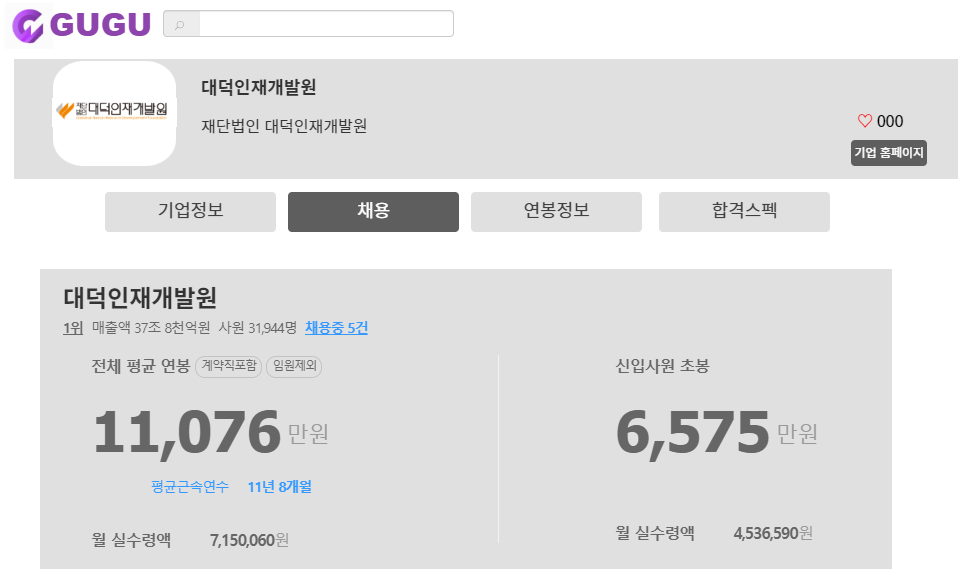 GUGU
대덕인재개발원
대덕인재개발원
재단법인 대덕인재개발원
♡ 000
기업 홈페이지
기업정보 채용 연봉정보 합격스펙
대덕인재개발원
1위 매출액 37조 8천억원 사원 31,944명 채용중 5건
전체 평균 연봉 계약직포함 임원제외 신입사원 초봉
11,076 만원 6,575 만원
평균근속연수 11년 8개월
월 실수령액 7,150,060원 월 실수령액 4,536,590원